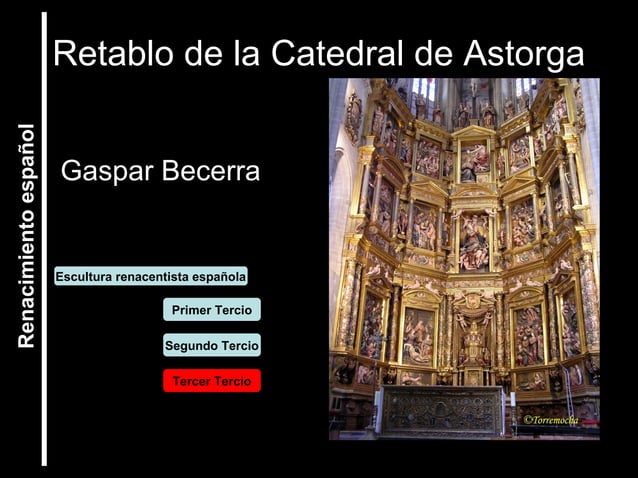 Retablo de la Catedral de Astorga
Renacimiento español
Gaspar Becerra
Escultura renacentista española
Primer Tercio
Segundo Tercio
Tercer Tercio
©Torremocha